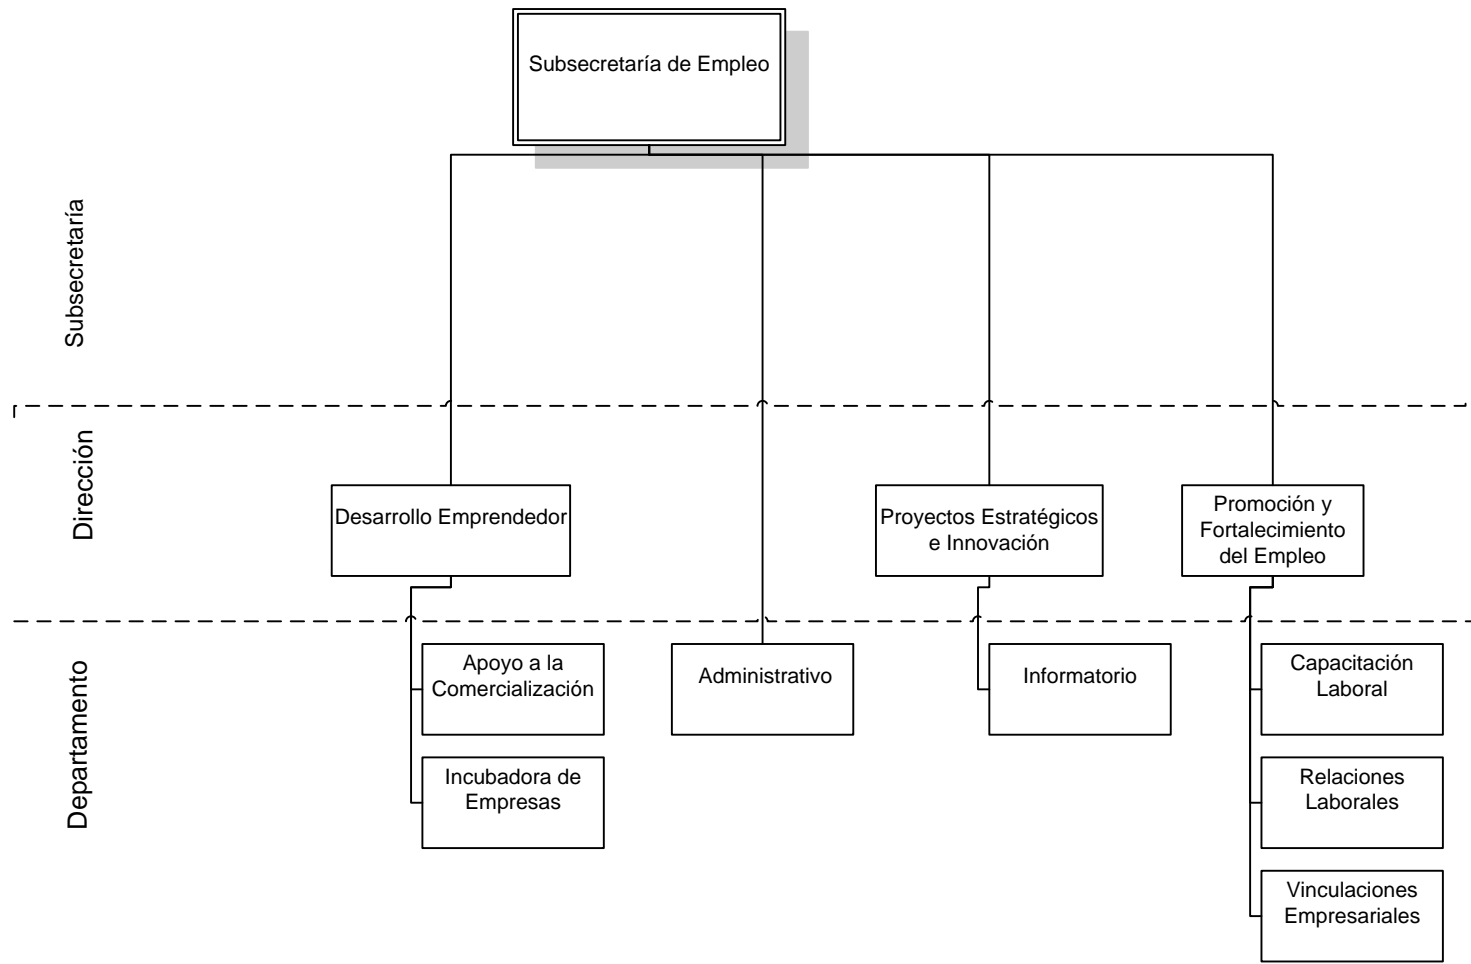 Subsecretaría de Empleo
Subsecretaría
Dirección
Desarrollo Emprendedor
Proyectos Estratégicos
e Innovación
Promoción y
Fortalecimiento
del Empleo
Departamento
Apoyo a la
Comercialización
Administrativo
Informatorio
Capacitación
Laboral
Incubadora de
Empresas
Relaciones
Laborales
Vinculaciones
Empresariales